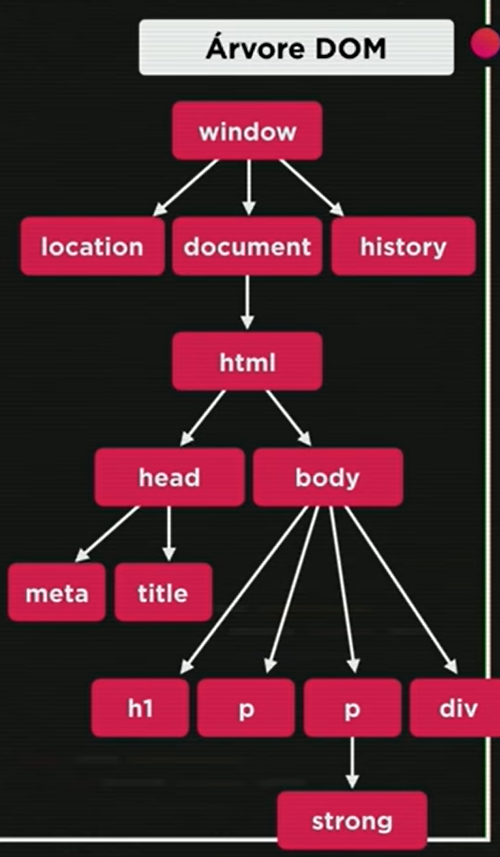 Árvore DOM
window
location document history
html
head body
meta title
h1 p p div
strong